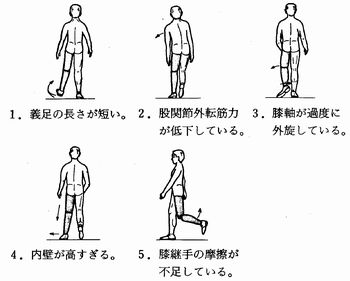 1．義足の長さが短い。
2．股関節外転筋力
が低下している。
3．膝軸が過度に
外旋している。
4．内壁が高すぎる。
5．膝継手の摩擦が
不足している。